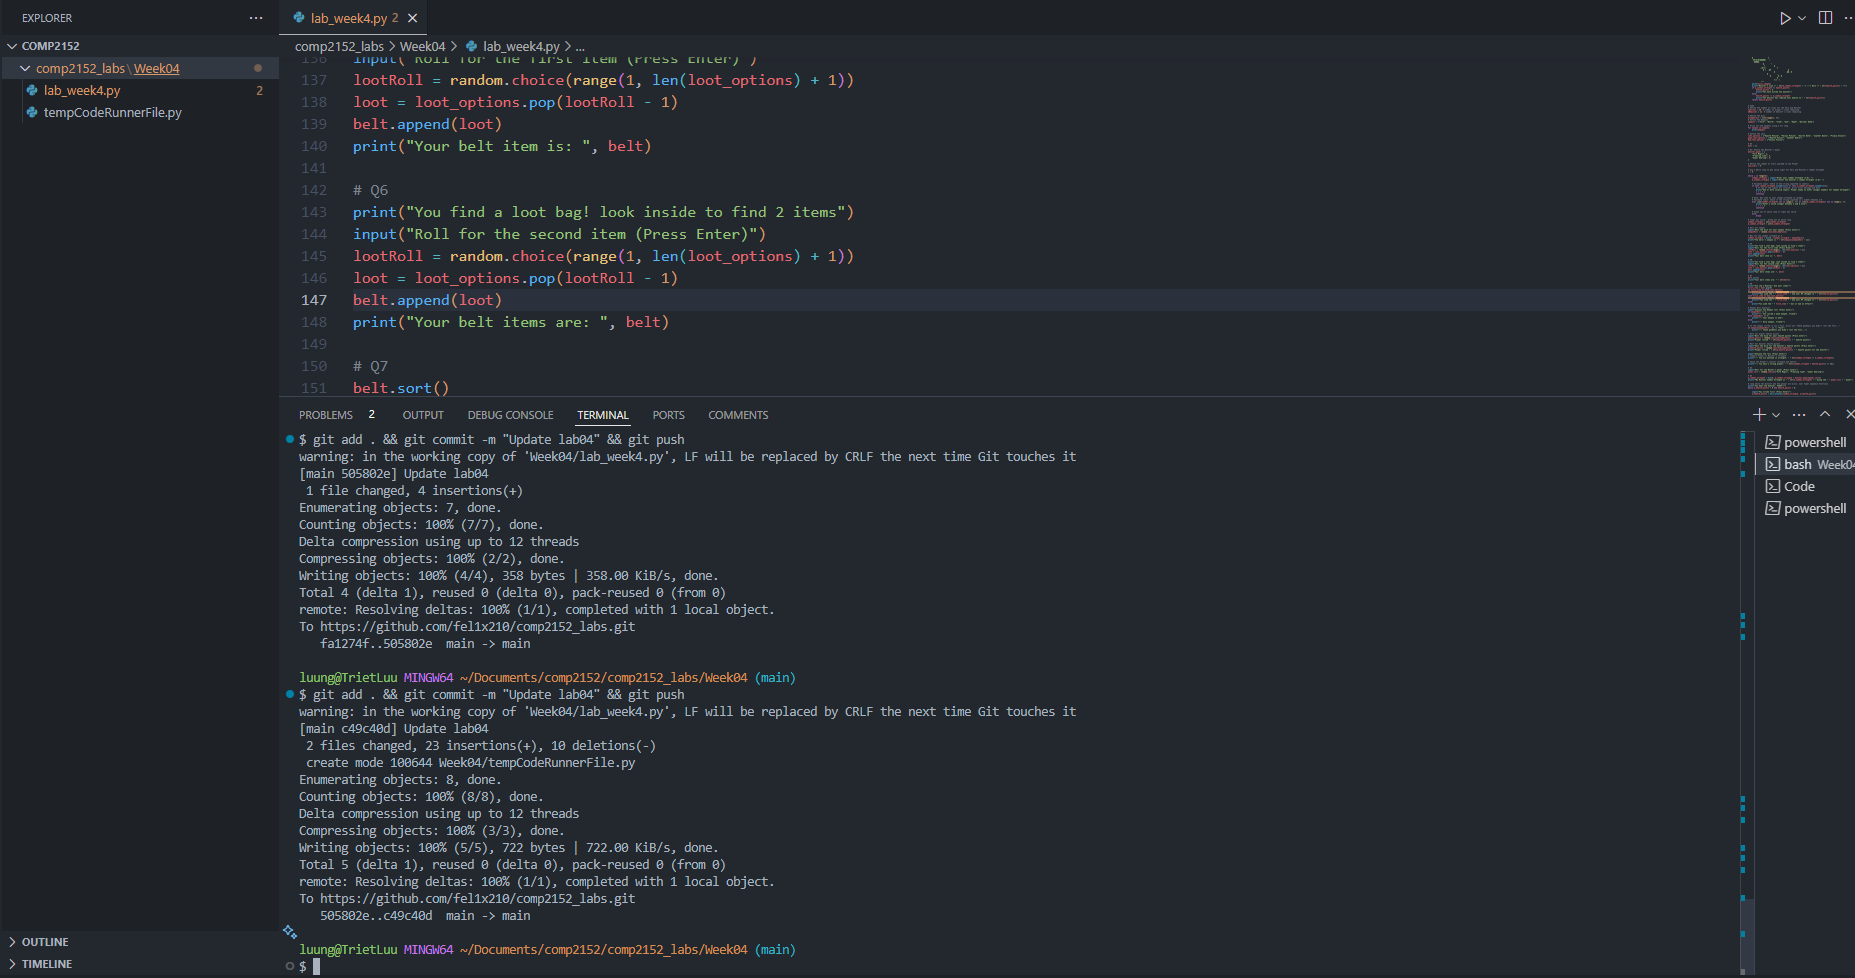 EXPLORER
COMP2152
comp2152_labs\Week04
lab_week4.py 2
tempCodeRunnerFile.py
OUTLINE
TIMELINE
lab_week4.py 2
comp2152_labs > Week04 > lab_week4.py > ...
136 input("Roll for the first item (Press Enter)")
137 lootRoll = random.choice(range(1, len(loot_options) + 1))
138 loot = loot_options.pop(lootRoll - 1)
139 belt.append(loot)
140 print("Your belt item is: ", belt)
141
142 # Q6
143 print("You find a loot bag! look inside to find 2 items")
144 input("Roll for the second item (Press Enter)")
145 lootRoll = random.choice(range(1, len(loot_options) + 1))
146 loot = loot_options.pop(lootRoll - 1)
147 belt.append(loot)
148 print("Your belt items are: ", belt)
149
150 # Q7
151 belt.sort()
PROBLEMS 2 OUTPUT DEBUG CONSOLE TERMINAL PORTS COMMENTS
$ git add . && git commit -m "Update lab04" && git push
warning: in the working copy of 'Week04/lab_week4.py', LF will be replaced by CRLF the next time Git touches it
[main 505802e] Update lab04
1 file changed, 4 insertions(+)
Enumerating objects: 7, done.
Counting objects: 100% (7/7), done.
Delta compression using up to 12 threads
Compressing objects: 100% (2/2), done.
Writing objects: 100% (4/4), 358 bytes | 358.00 KiB/s, done.
Total 4 (delta 1), reused 0 (delta 0), pack-reused 0 (from 0)
remote: Resolving deltas: 100% (1/1), completed with 1 local object.
To https://github.com/fel1x210/comp2152_labs.git
fa1274f..505802e main -> main
luung@TrietLuu MINGW64 ~/Documents/comp2152/comp2152_labs/Week04 (main)
$ git add . && git commit -m "Update lab04" && git push
warning: in the working copy of 'Week04/lab_week4.py', LF will be replaced by CRLF the next time Git touches it
[main c49c40d] Update lab04
2 files changed, 23 insertions(+), 10 deletions(-)
create mode 100644 Week04/tempCodeRunnerFile.py
Enumerating objects: 8, done.
Counting objects: 100% (8/8), done.
Delta compression using up to 12 threads
Compressing objects: 100% (3/3), done.
Writing objects: 100% (5/5), 722 bytes | 722.00 KiB/s, done.
Total 5 (delta 1), reused 0 (delta 0), pack-reused 0 (from 0)
remote: Resolving deltas: 100% (1/1), completed with 1 local object.
To https://github.com/fel1x210/comp2152_labs.git
505802e..c49c40d main -> main
luung@TrietLuu MINGW64 ~/Documents/comp2152/comp2152_labs/Week04 (main)
$
powershell
bash Week04
Code
powershell